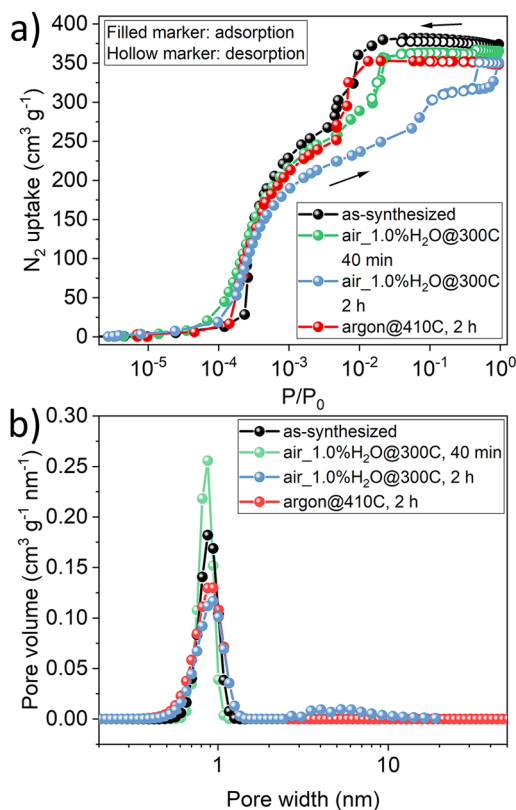 a)
Filled marker: adsorption
Hollow marker: desorption
400
350
300
250
200
150
100
50
0
N₂ uptake (cm³ g⁻¹)
as-synthesized
air_1.0%H₂O@300C
40 min
air_1.0%H₂O@300C
2 h
argon@410C, 2 h
10⁻⁵ 10⁻⁴ 10⁻³ 10⁻² 10⁻¹ 10⁰
P/P₀
b)
0.30
0.25
0.20
0.15
0.10
0.05
0.00
Pore volume (cm³ g⁻¹ nm⁻¹)
as-synthesized
air_1.0%H₂O@300C, 40 min
air_1.0%H₂O@300C, 2 h
argon@410C, 2 h
1 10
Pore width (nm)